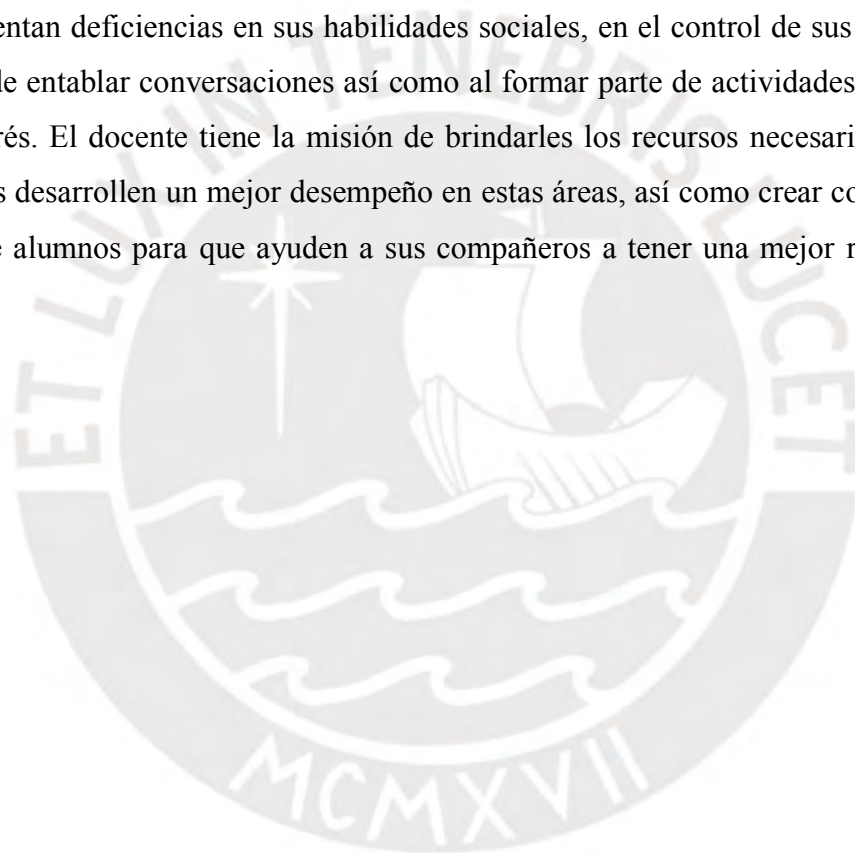 entan deficiencias en sus habilidades sociales, en el control de sus
le entablar conversaciones así como al formar parte de actividades
rés. El docente tiene la misión de brindarles los recursos necesari
s desarrollen un mejor desempeño en estas áreas, así como crear co
e alumnos para que ayuden a sus compañeros a tener una mejor r
ET LUX IN TENEBRIS LUCET
MCMXVII